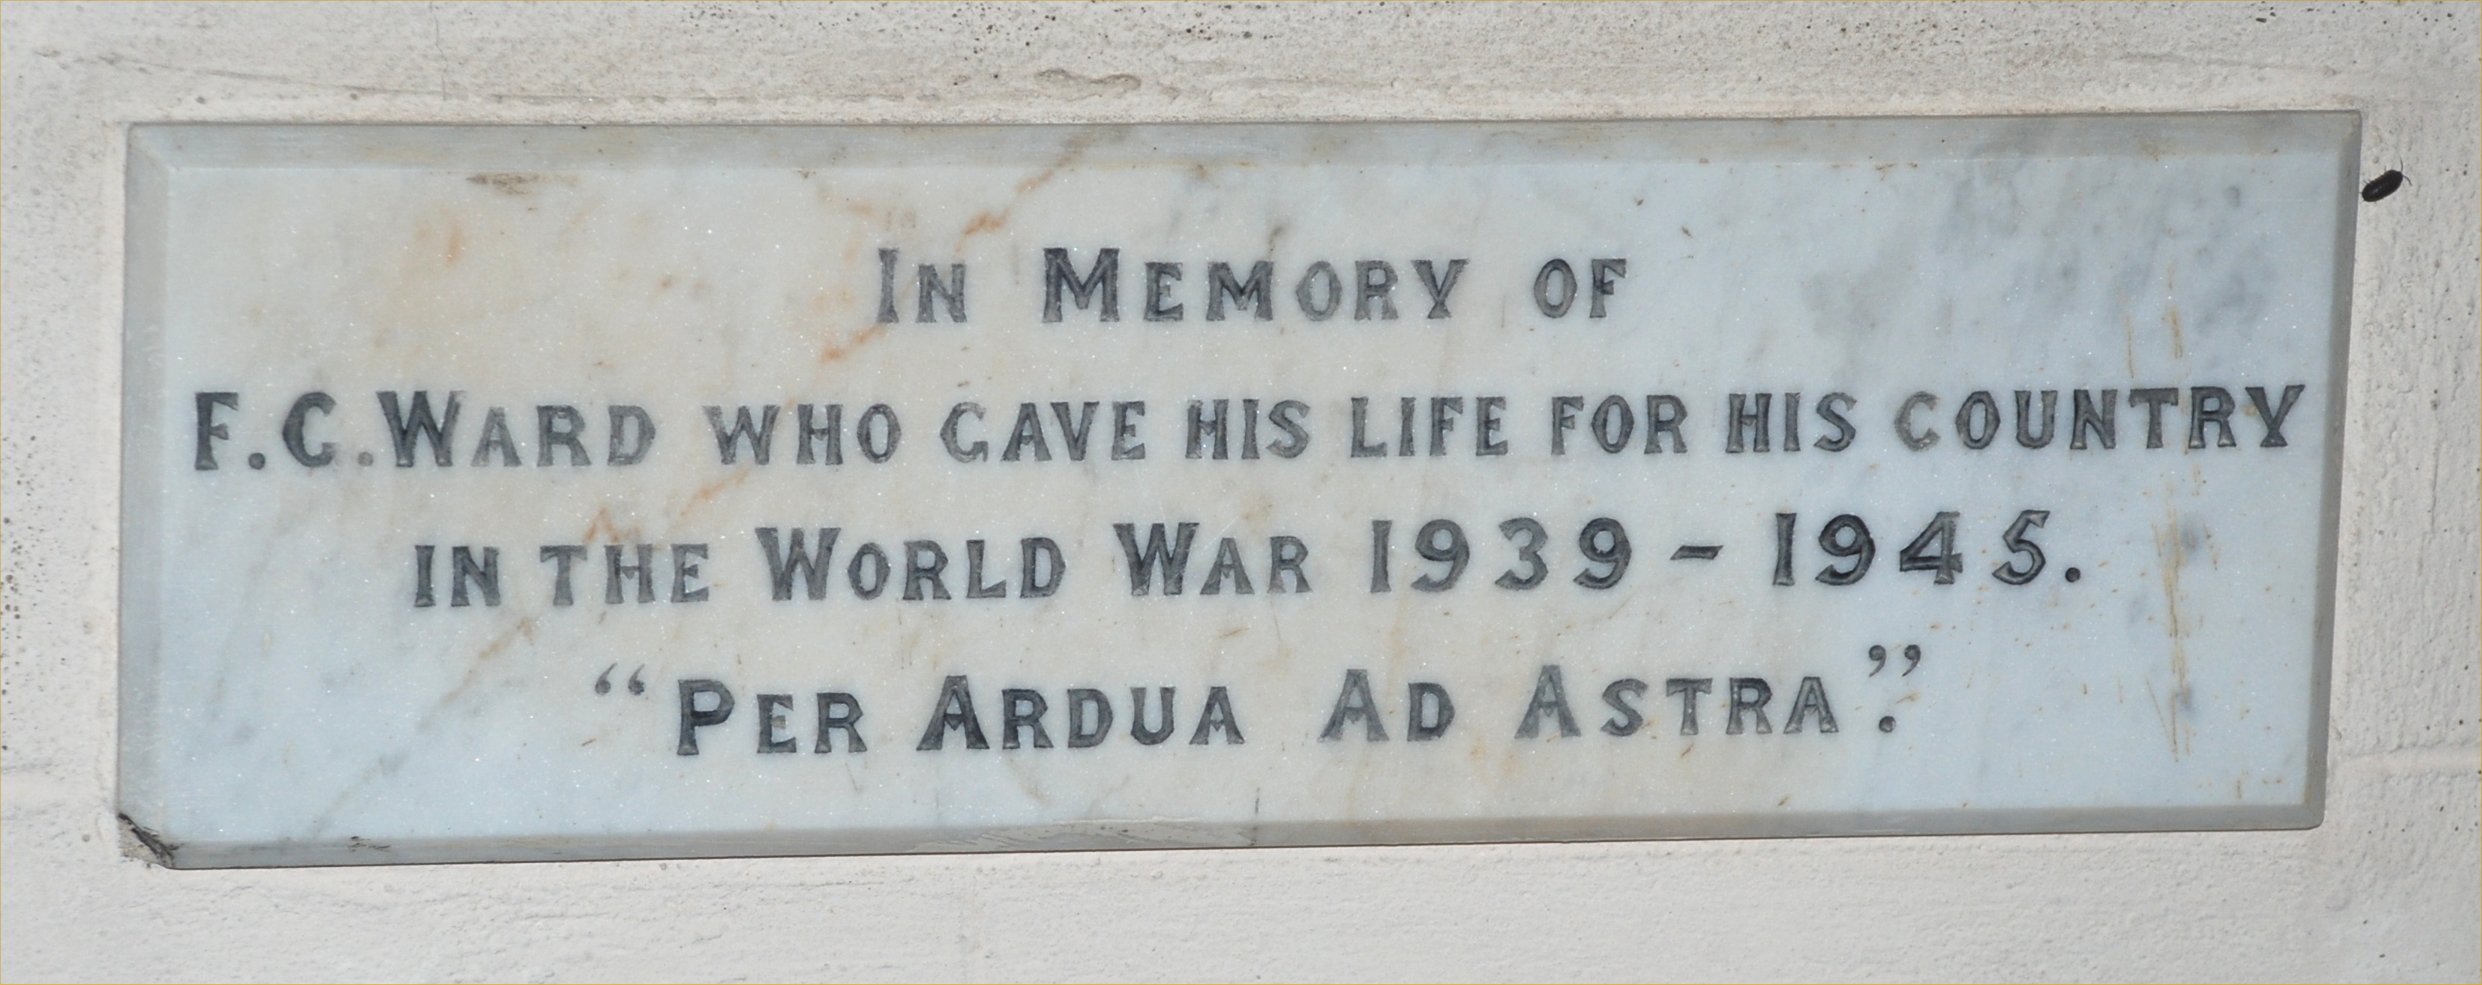 In Memory of
F.G.Ward who gave his life for his country
in the World War 1939 - 1945.
“Per Ardua Ad Astra.”